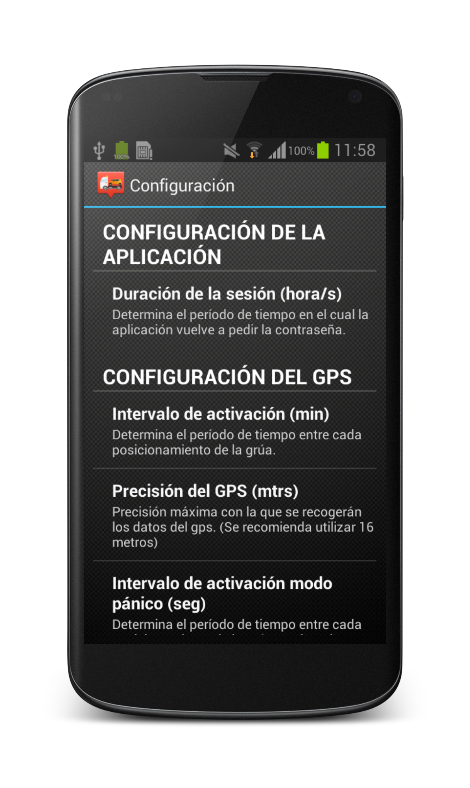 100%
100%
11:58
Configuración
CONFIGURACIÓN DE LA
APLICACIÓN
Duración de la sesión (hora/s)
Determina el período de tiempo en el cual la
aplicación vuelve a pedir la contraseña.
CONFIGURACIÓN DEL GPS
Intervalo de activación (min)
Determina el período de tiempo entre cada
posicionamiento de la grúa.
Precisión del GPS (mtrs)
Precisión máxima con la que se recogerán
los datos del gps. (Se recomienda utilizar 16
metros)
Intervalo de activación modo
pánico (seg)
Determina el período de tiempo entre cada